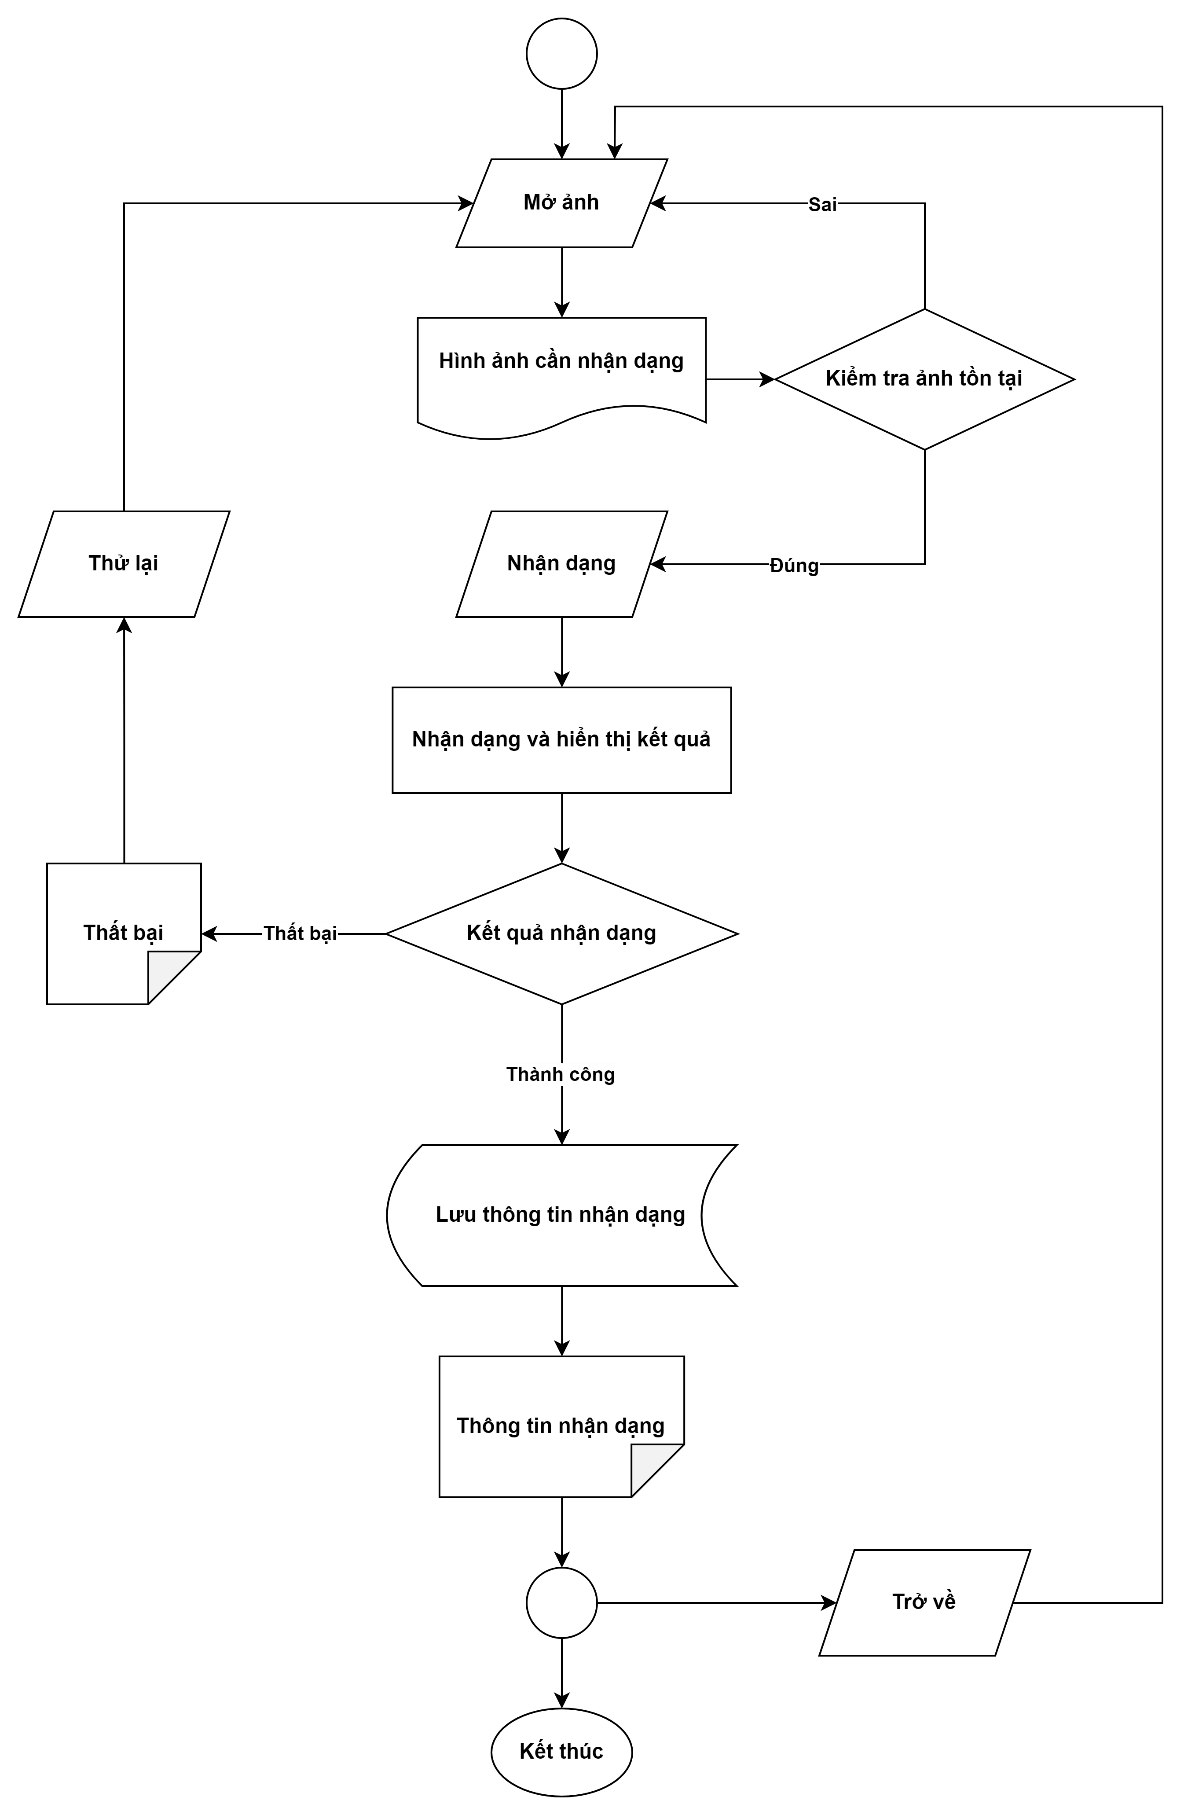 Mở ảnh
Sai
Hình ảnh cần nhận dạng
Kiểm tra ảnh tồn tại
Thử lại
Nhận dạng
Đúng
Nhận dạng và hiển thị kết quả
Thất bại
Thất bại
Kết quả nhận dạng
Thành công
Lưu thông tin nhận dạng
Thông tin nhận dạng
Trở về
Kết thúc